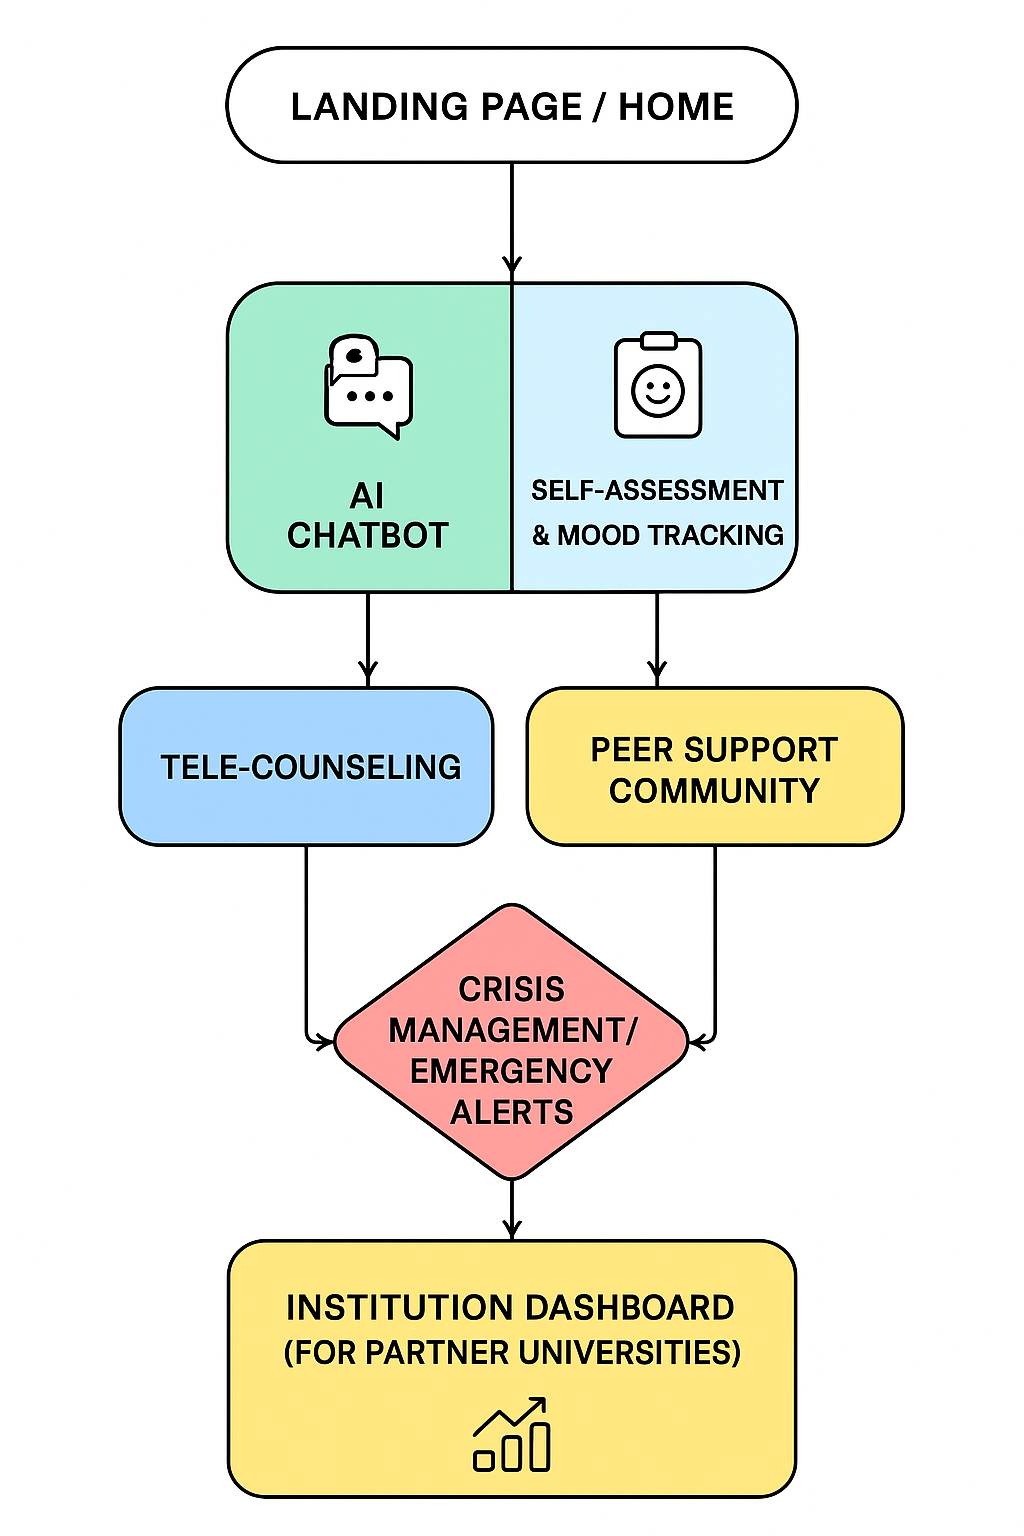 LANDING PAGE / HOME
AI
CHATBOT
SELF-ASSESSMENT
& MOOD TRACKING
TELE-COUNSELING
PEER SUPPORT
COMMUNITY
CRISIS
MANAGEMENT/
EMERGENCY
ALERTS
INSTITUTION DASHBOARD
(FOR PARTNER UNIVERSITIES)